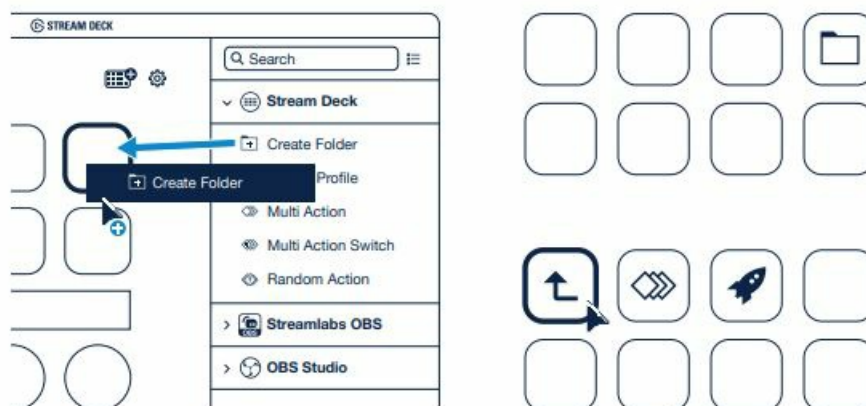 STREAM DECK
Search
Stream Deck
Create Folder
Create Folder
Profile
Multi Action
Multi Action Switch
Random Action
OBS
Streamlabs OBS
OBS Studio